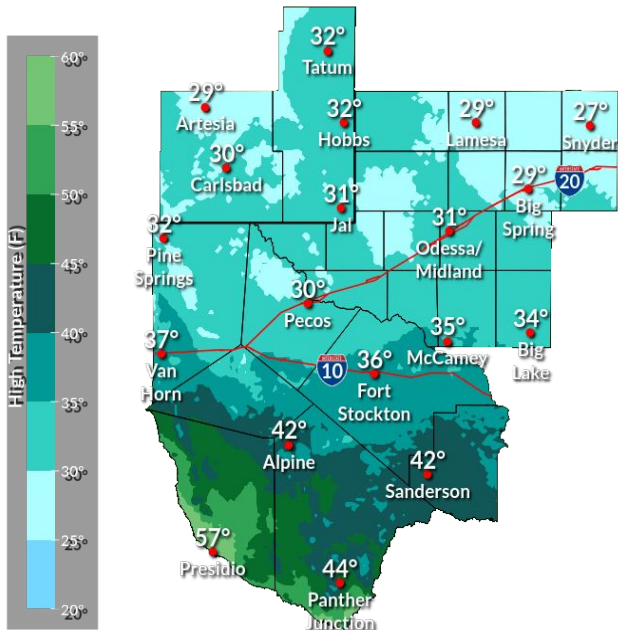 High Temperature (F)
60°
55°
50°
45°
40°
35°
30°
25°
20°
32°
Tatum
29°
Artesia
32°
Hobbs
29°
Lamesa
27°
Snyder
30°
Carlsbad
29°
Big
Spring
INTERSTATE
20
31°
Jal
31°
Odessa/
Midland
32°
Pine
Springs
30°
Pecos
37°
Van
Horn
INTERSTATE
10
36°
Fort
Stockton
35°
McCamey
34°
Big
Lake
42°
Alpine
42°
Sanderson
57°
Presidio
44°
Panther
Junction